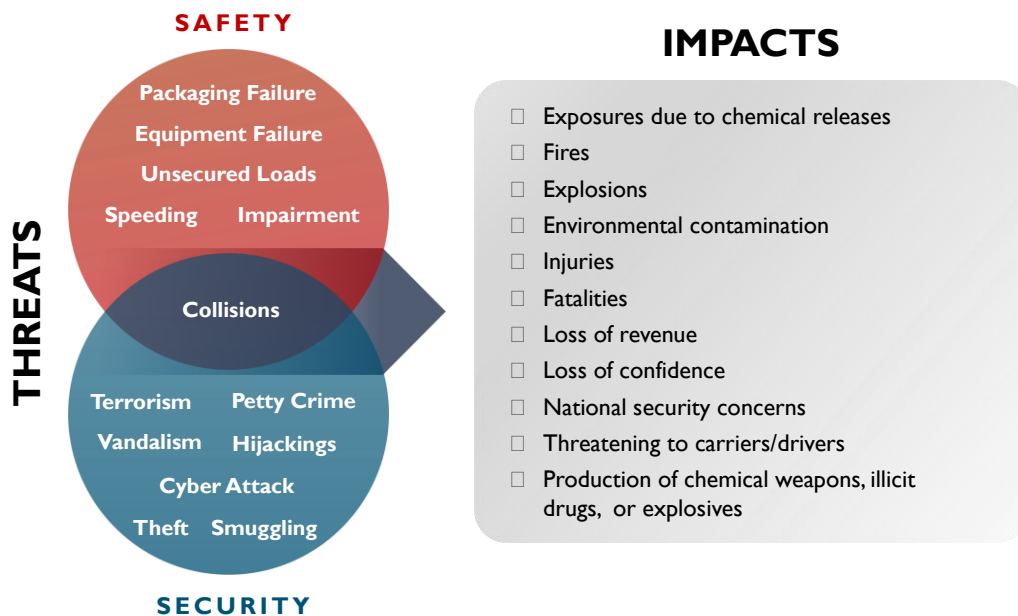 SAFETY
Packaging Failure
Equipment Failure
Unsecured Loads
Speeding Impairment
THREATS
Collisions
Terrorism Petty Crime
Vandalism Hijackings
Cyber Attack
Theft Smuggling
SECURITY
IMPACTS
Exposures due to chemical releases
Fires
Explosions
Environmental contamination
Injuries
Fatalities
Loss of revenue
Loss of confidence
National security concerns
Threatening to carriers/drivers
Production of chemical weapons, illicit
drugs, or explosives